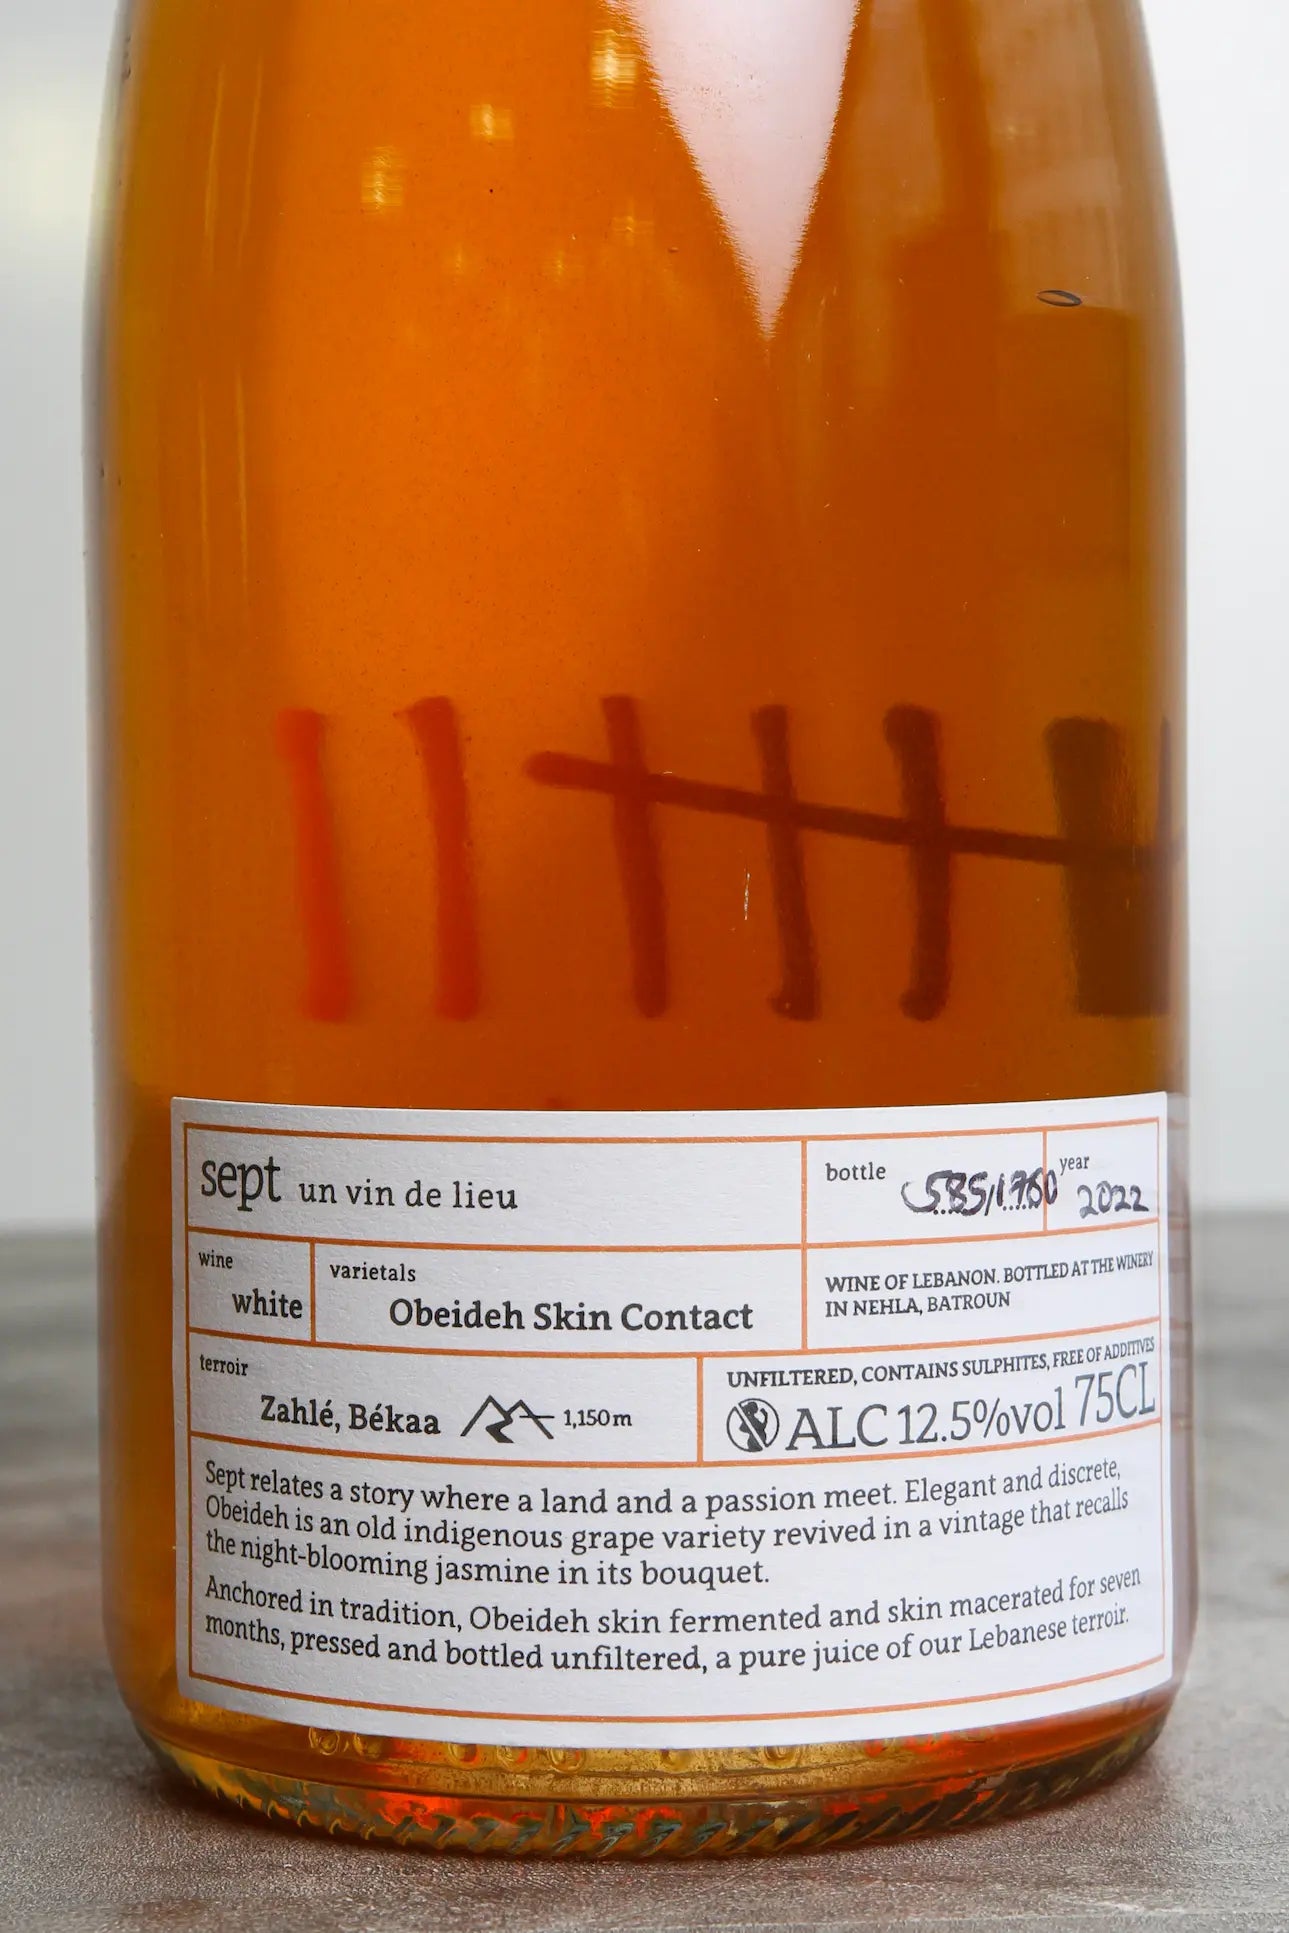 sept un vin de lieu
bottle 585/1760
year 2022
wine
white
varietals
Obeideh Skin Contact
WINE OF LEBANON. BOTTLED AT THE WINERY
IN NEHLA, BATROUN
terroir
Zahlé, Békaa 1,150m
UNFILTERED, CONTAINS SULPHITES, FREE OF ADDITIVES
ALC 12.5%vol 75CL
Sept relates a story where a land and a passion meet. Elegant and discrete,
Obeideh is an old indigenous grape variety revived in a vintage that recalls
the night-blooming jasmine in its bouquet.
Anchored in tradition, Obeideh skin fermented and skin macerated for seven
months, pressed and bottled unfiltered, a pure juice of our Lebanese terroir.